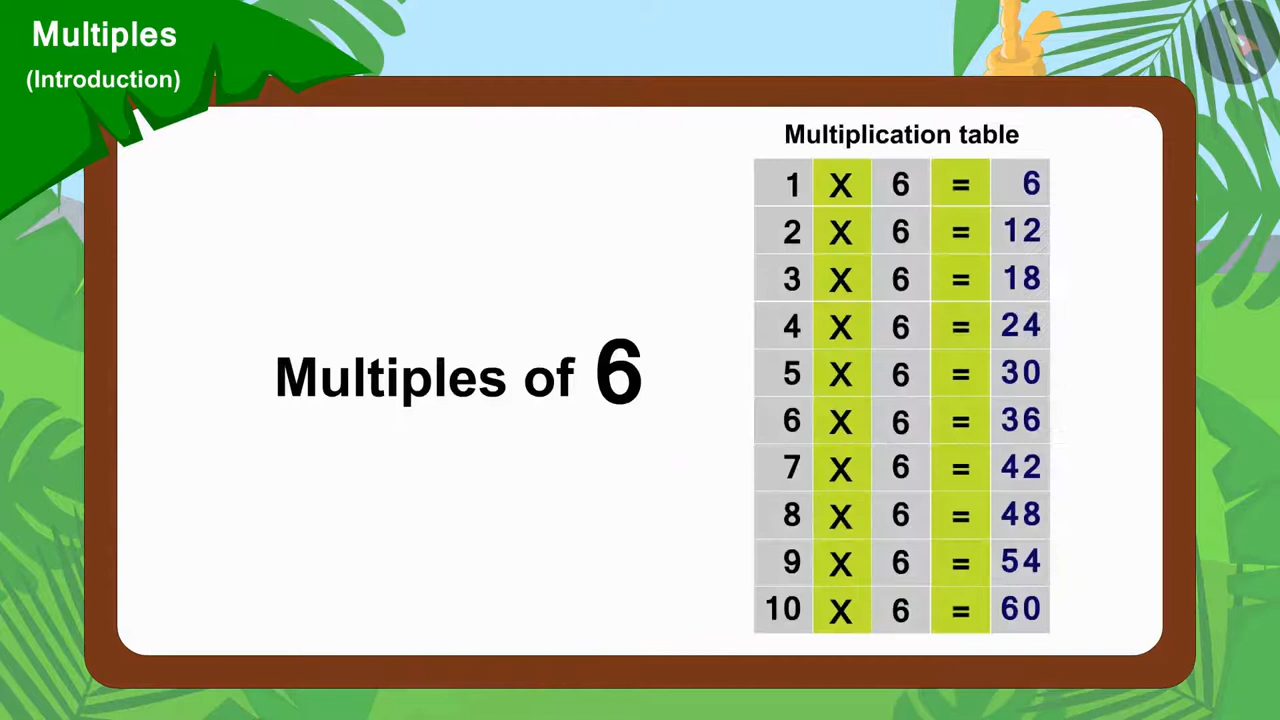 Multiples
(Introduction)
Multiplication table
1 X 6 = 6
2 X 6 = 12
3 X 6 = 18
4 X 6 = 24
5 X 6 = 30
6 X 6 = 36
7 X 6 = 42
8 X 6 = 48
9 X 6 = 54
10 X 6 = 60
Multiples of 6